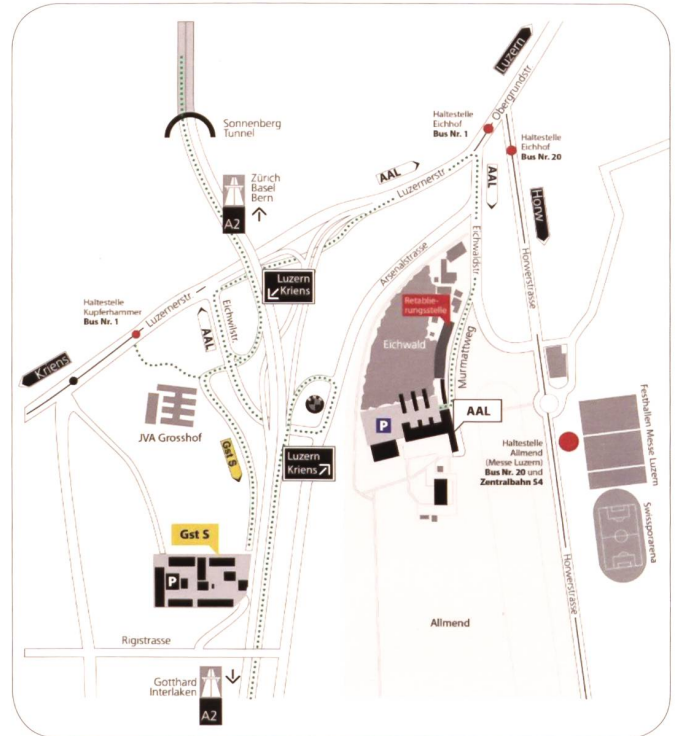 Luzern
Obergrundstr.
Haltestelle
Eichhof
Bus Nr. 1
Haltestelle
Eichhof
Bus Nr. 20
Sonnenberg
Tunnel
Zürich
Basel
Bern
A2
AAL
Luzernerstr.
AAL
Horw
Arsenalstrasse
Eichwaldstr.
Horwerstrasse
Luzern
Kriens
Haltestelle
Kupferhammer
Bus Nr. 1
Luzernerstr.
AAL
Eichwilstr.
Retablie-
rungsstelle
Eichwald
Murmattweg
Kriens
JVA Grosshof
P
AAL
Festhallen Messe Luzern
Gst S
Luzern
Kriens
Haltestelle
Allmend
(Messe Luzern)
Bus Nr. 20 und
Zentralbahn S4
Swissporarena
Gst S
P
Horwerstrasse
Allmend
Rigistrasse
Gotthard
Interlaken
A2